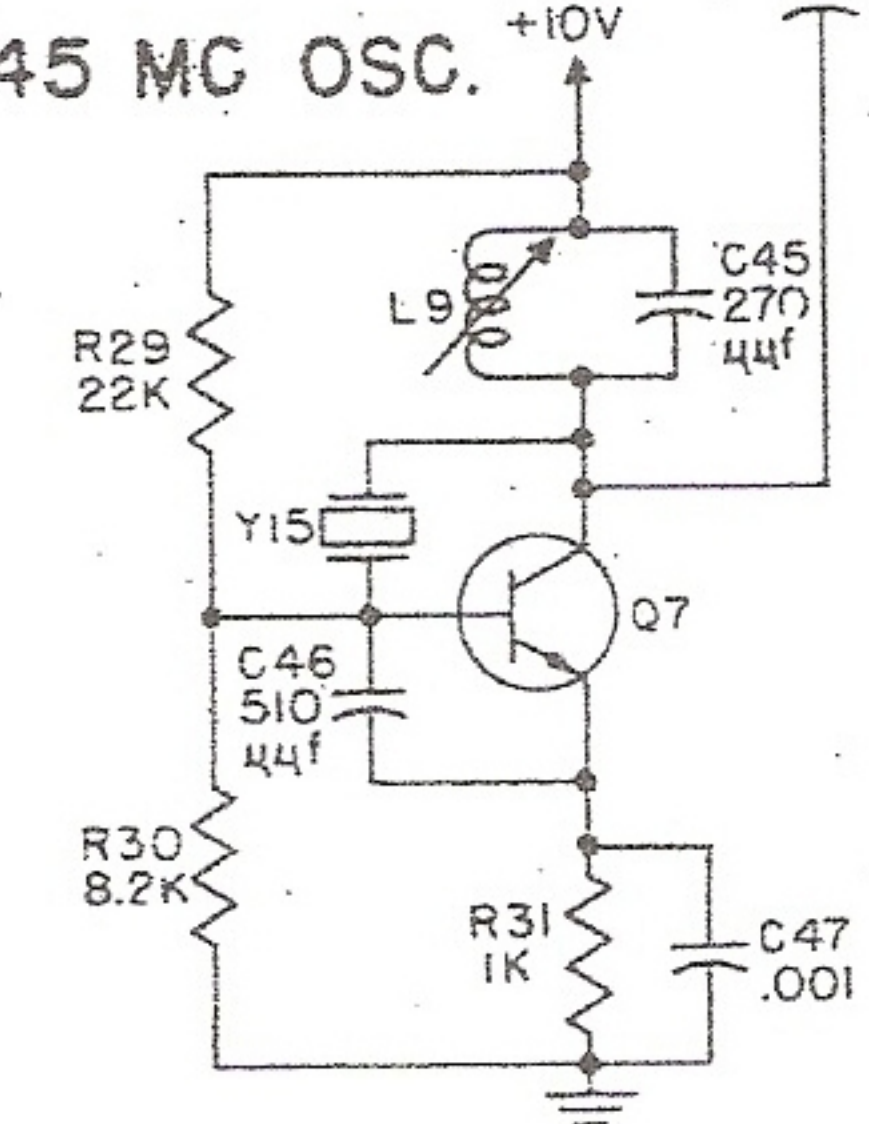 45 MC OSC.
+10V
C45
270
µµf
L9
R29
22K
Y15
Q7
C46
510
µµf
R30
8.2K
R31
1K
C47
.001